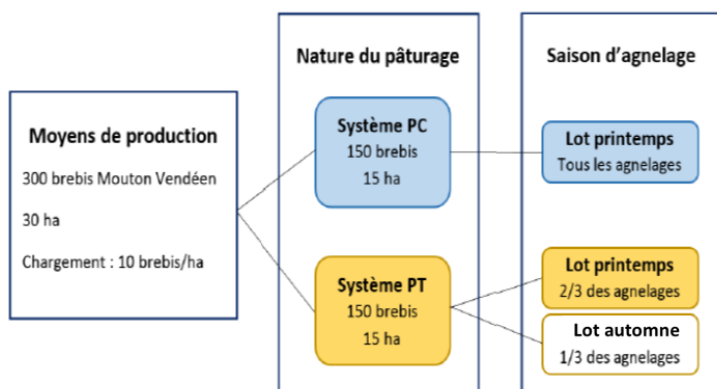 Moyens de production
300 brebis Mouton Vendéen
30 ha
Chargement : 10 brebis/ha
Nature du pâturage
Système PC
150 brebis
15 ha
Système PT
150 brebis
15 ha
Saison d'agnelage
Lot printemps
Tous les agnelages
Lot printemps
2/3 des agnelages
Lot automne
1/3 des agnelages